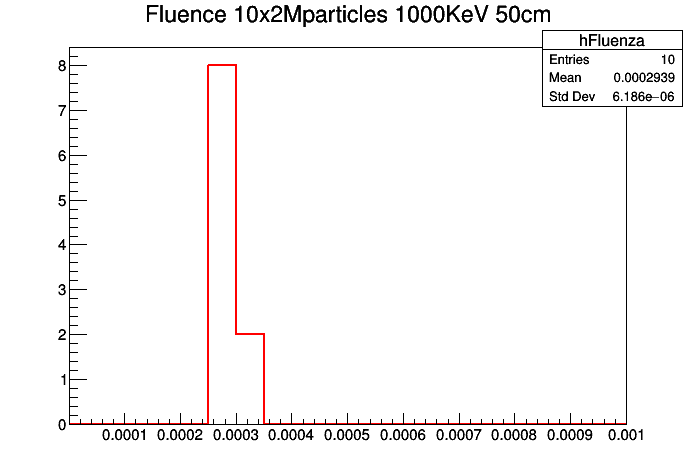 Fluence 10x2Mparticles 1000KeV 50cm
hFluenza
Entries 10
Mean 0.0002939
Std Dev 6.186e−06
8
7
6
5
4
3
2
1
0
0.0001 0.0002 0.0003 0.0004 0.0005 0.0006 0.0007 0.0008 0.0009 0.001